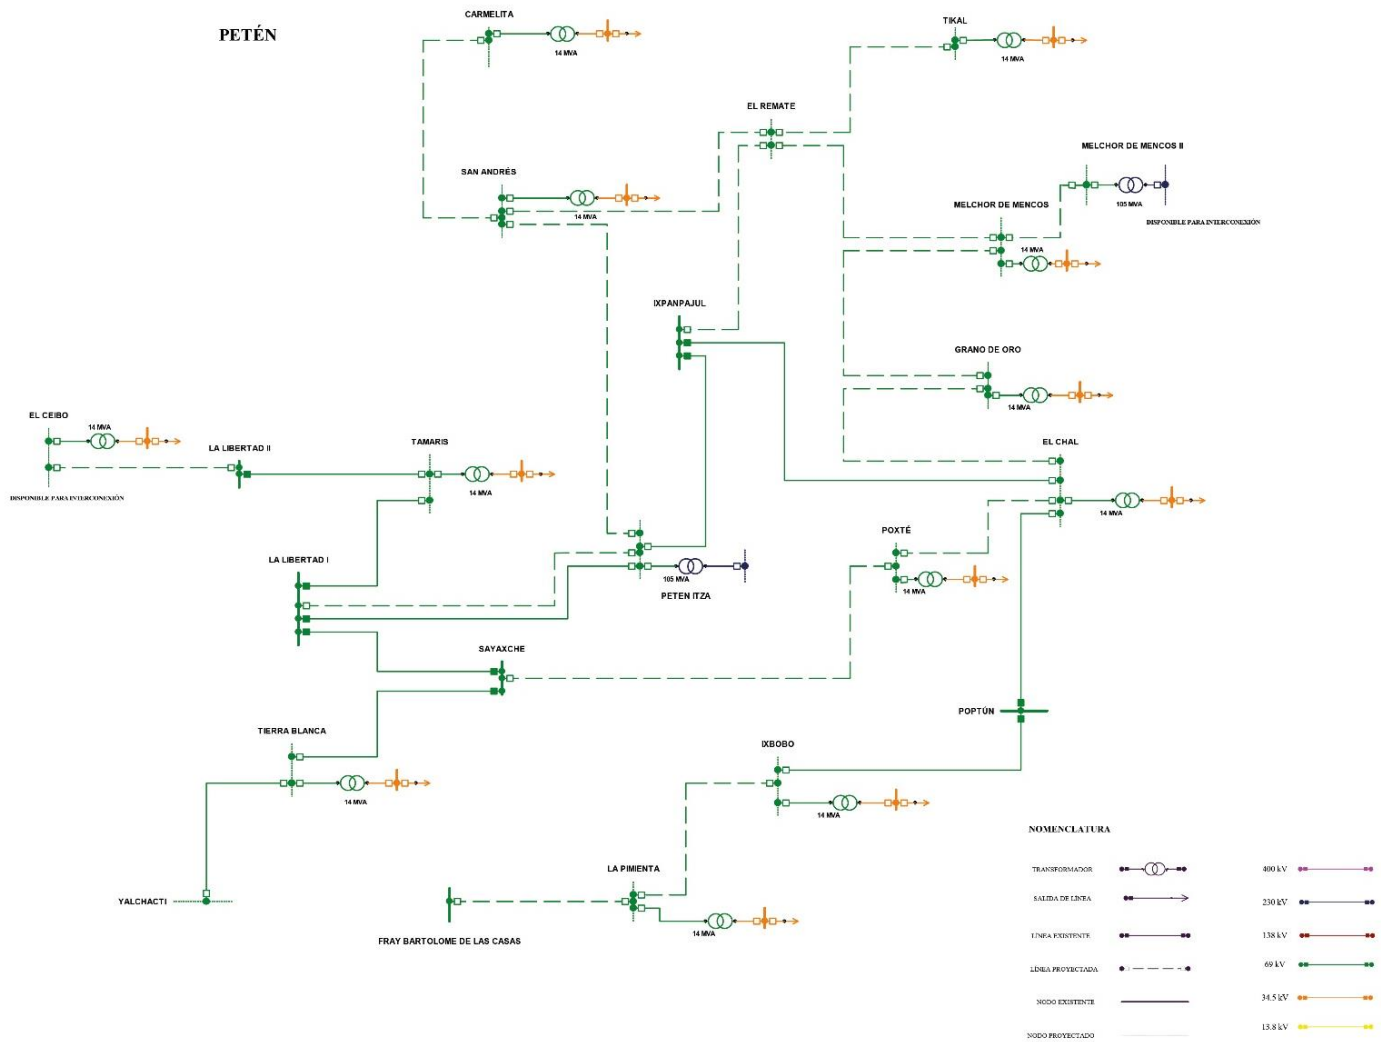 PETÉN
CARMELITA
14 MVA
TIKAL
14 MVA
EL REMATE
MELCHOR DE MENCOS II
105 MVA
DISPONIBLE PARA INTERCONEXIÓN
SAN ANDRÉS
14 MVA
MELCHOR DE MENCOS
14 MVA
IXPANPAJUL
GRANO DE ORO
14 MVA
EL CEIBO
14 MVA
DISPONIBLE PARA INTERCONEXIÓN
LA LIBERTAD II
TAMARIS
14 MVA
EL CHAL
14 MVA
POXTÉ
14 MVA
LA LIBERTAD I
105 MVA
PETEN ITZA
SAYAXCHE
POPTÚN
TIERRA BLANCA
14 MVA
IXBOBO
14 MVA
LA PIMIENTA
14 MVA
YALCHACTI
FRAY BARTOLOME DE LAS CASAS
NOMENCLATURA
TRANSFORMADOR
400 kV
SALIDA DE LÍNEA
230 kV
LÍNEA EXISTENTE
138 kV
LÍNEA PROYECTADA
69 kV
NODO EXISTENTE
34.5 kV
NODO PROYECTADO
13.8 kV